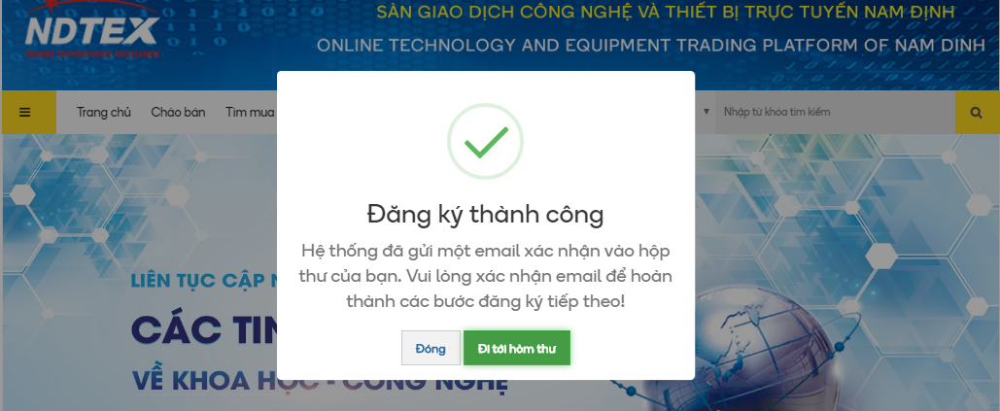 NDTEX
SÀN GIAO DỊCH CÔNG NGHỆ VÀ THIẾT BỊ TRỰC TUYẾN NAM ĐỊNH
ONLINE TECHNOLOGY AND EQUIPMENT TRADING PLATFORM OF NAM DINH
Trang chủ Chào bán Tìm mua Nhập từ khóa tìm kiếm
Đăng ký thành công
Hệ thống đã gửi một email xác nhận vào hộp
thư của bạn. Vui lòng xác nhận email để hoàn
thành các bước đăng ký tiếp theo!
Đóng Đi tới hòm thư
LIÊN TỤC CẬP
CÁC TIN
VỀ KHOA HỌC - CÔNG NGHỆ